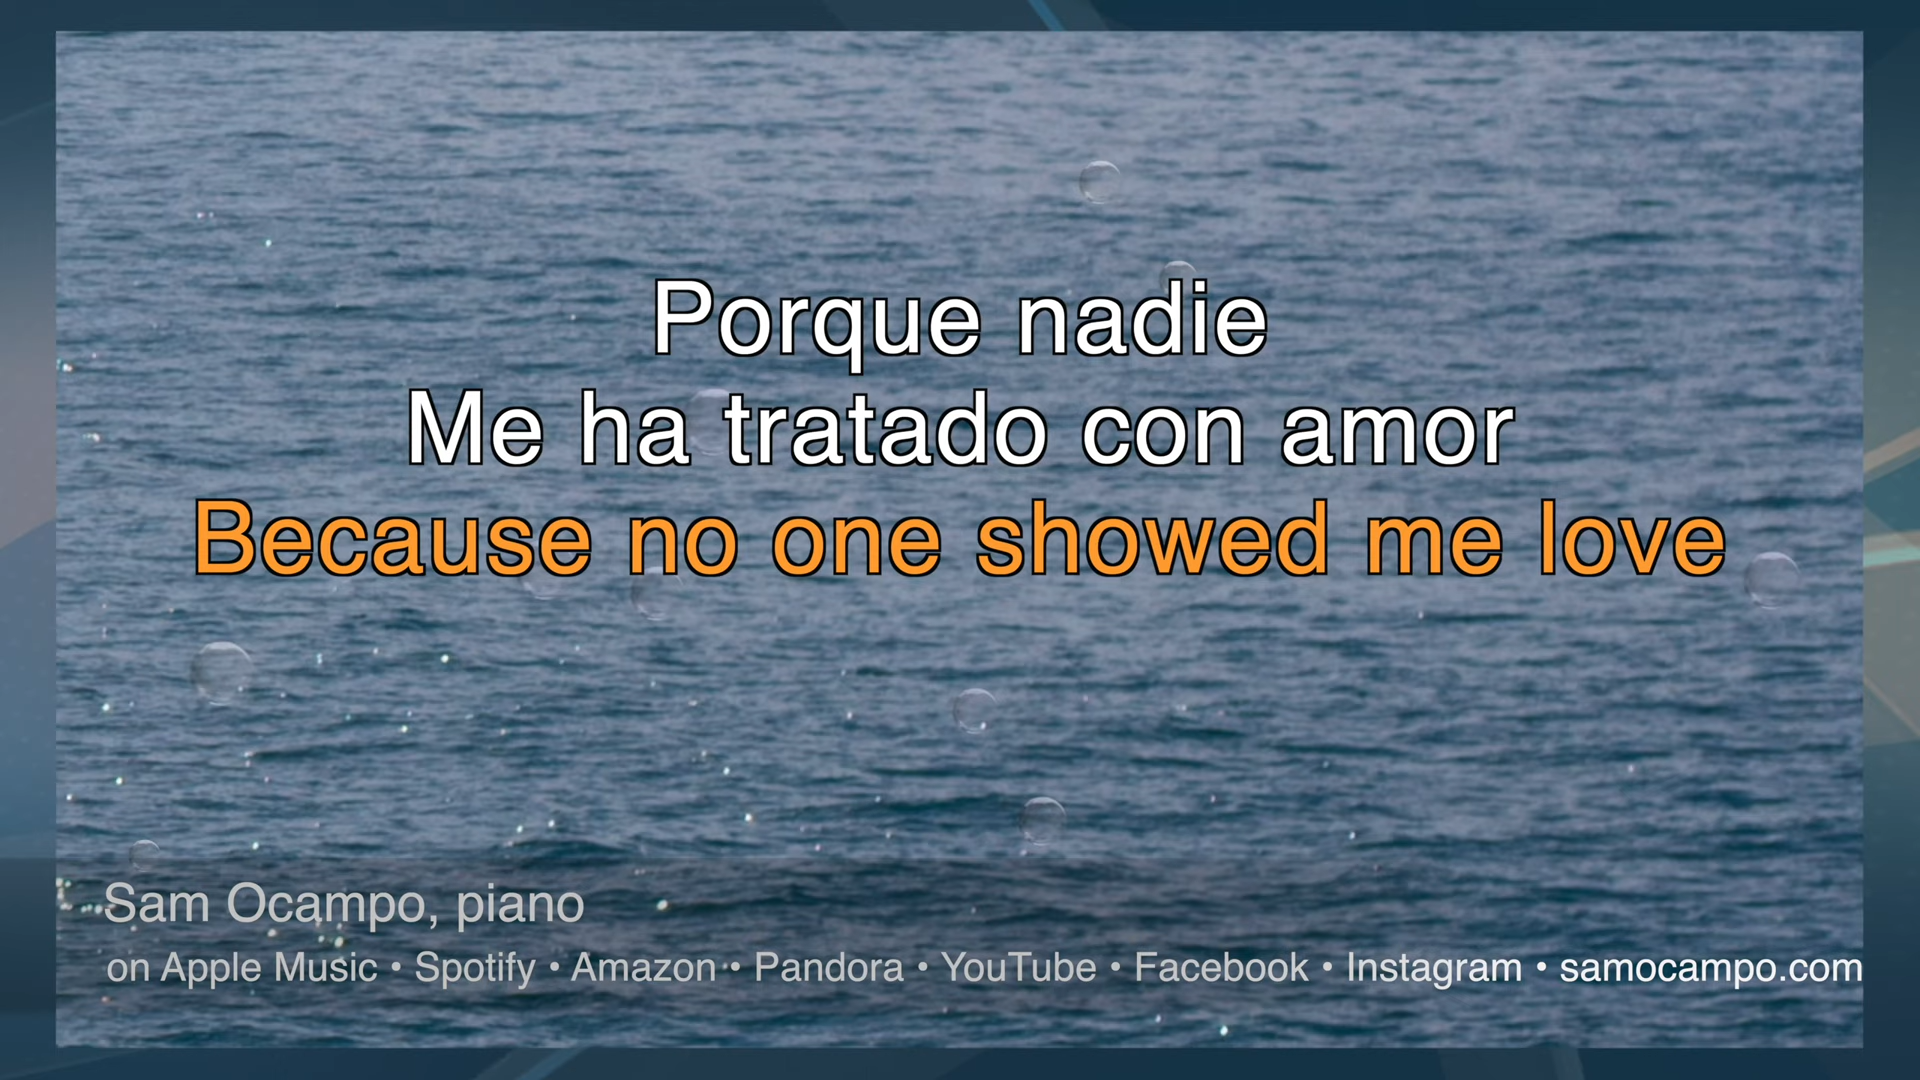 Porque nadie
Me ha tratado con amor
Because no one showed me love
Sam Ocampo, piano
on Apple Music • Spotify • Amazon • Pandora • YouTube • Facebook • Instagram • samocampo.com